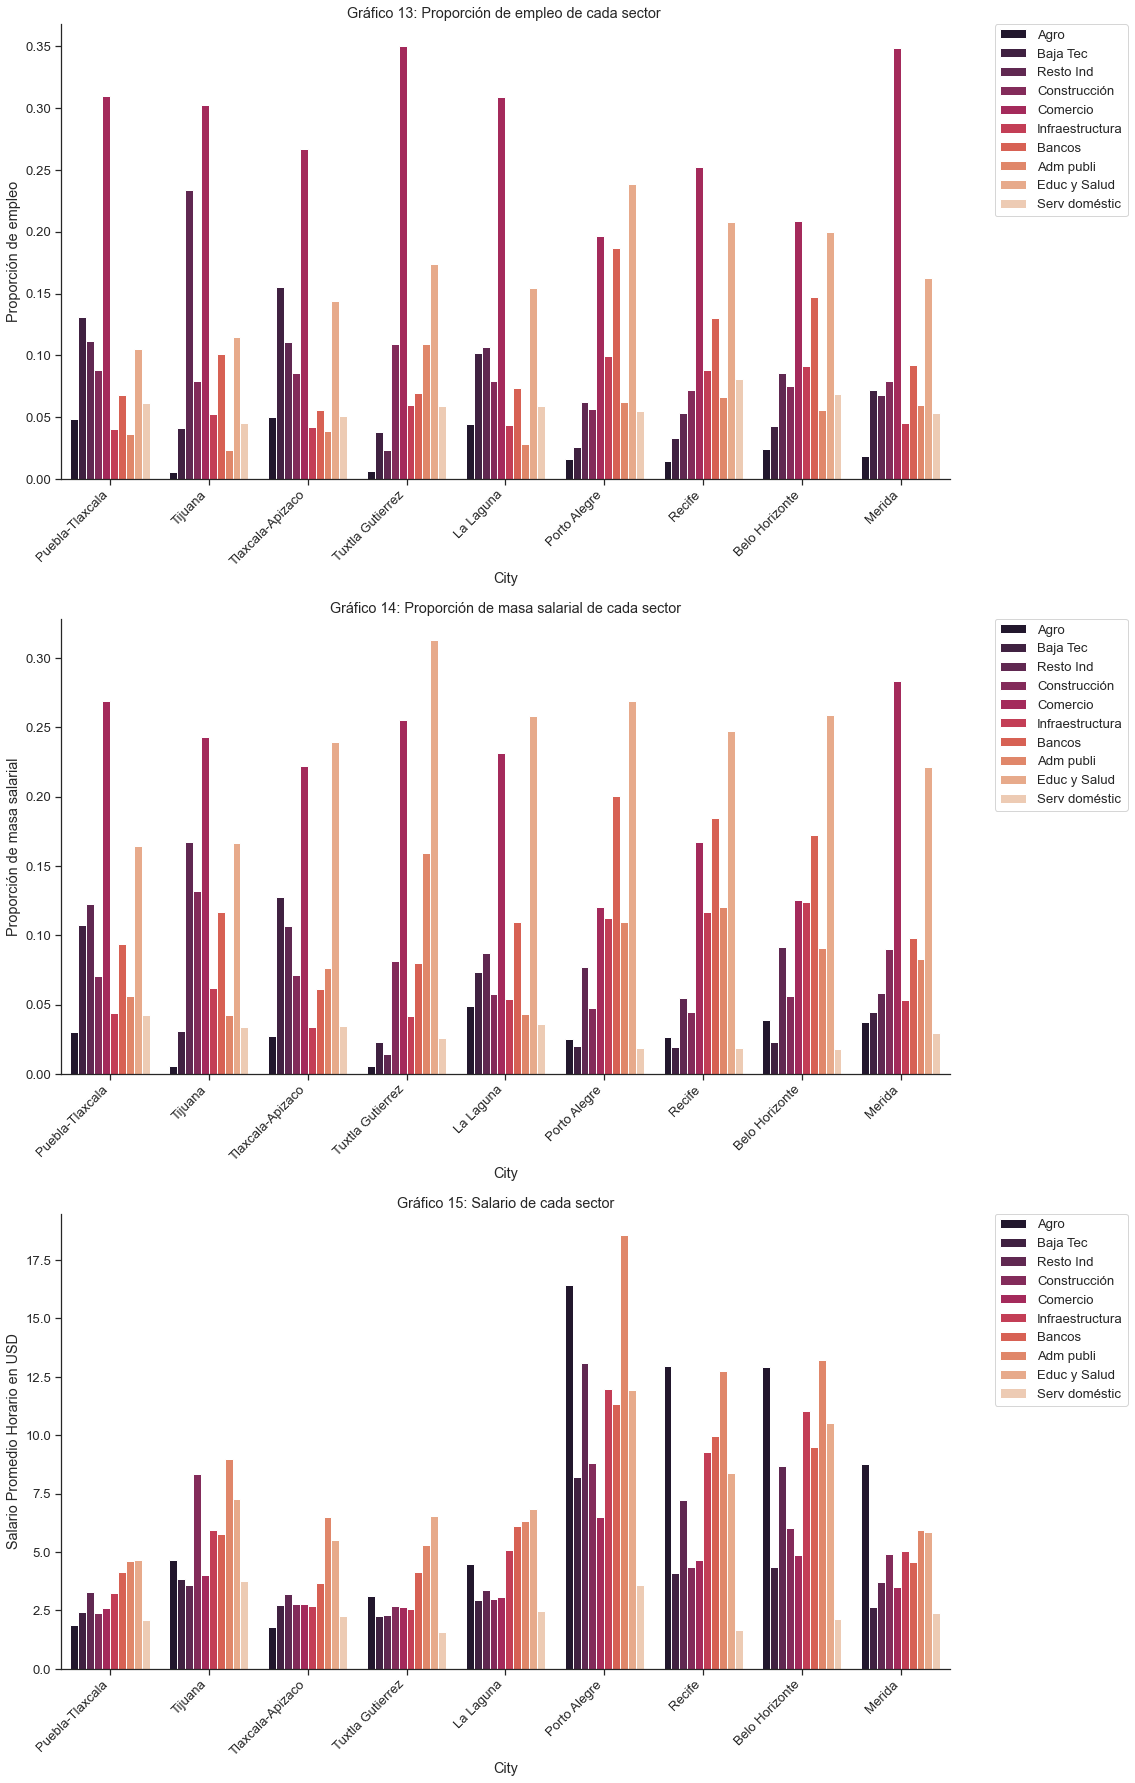 Gráfico 13: Proporción de empleo de cada sector
Proporción de empleo
0.35
0.30
0.25
0.20
0.15
0.10
0.05
0.00
Puebla-Tlaxcala
Tijuana
Tlaxcala-Apizaco
Tuxtla Gutierrez
La Laguna
Porto Alegre
Recife
Belo Horizonte
Merida
City
Agro
Baja Tec
Resto Ind
Construcción
Comercio
Infraestructura
Bancos
Adm publi
Educ y Salud
Serv doméstic
Gráfico 14: Proporción de masa salarial de cada sector
Proporción de masa salarial
0.30
0.25
0.20
0.15
0.10
0.05
0.00
Puebla-Tlaxcala
Tijuana
Tlaxcala-Apizaco
Tuxtla Gutierrez
La Laguna
Porto Alegre
Recife
Belo Horizonte
Merida
City
Agro
Baja Tec
Resto Ind
Construcción
Comercio
Infraestructura
Bancos
Adm publi
Educ y Salud
Serv doméstic
Gráfico 15: Salario de cada sector
Salario Promedio Horario en USD
17.5
15.0
12.5
10.0
7.5
5.0
2.5
0.0
Puebla-Tlaxcala
Tijuana
Tlaxcala-Apizaco
Tuxtla Gutierrez
La Laguna
Porto Alegre
Recife
Belo Horizonte
Merida
City
Agro
Baja Tec
Resto Ind
Construcción
Comercio
Infraestructura
Bancos
Adm publi
Educ y Salud
Serv doméstic